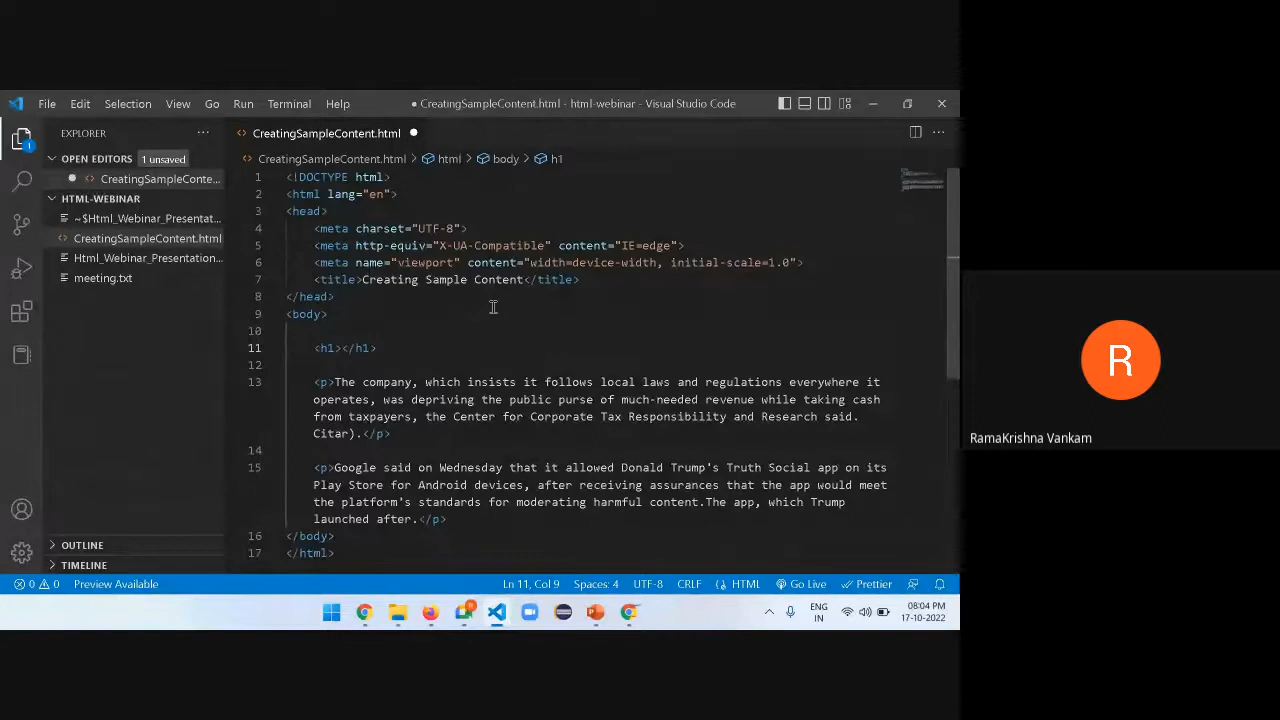 File Edit Selection View Go Run Terminal Help
● CreatingSampleContent.html - html-webinar - Visual Studio Code
EXPLORER
CreatingSampleContent.html
OPEN EDITORS 1 unsaved
CreatingSampleConte...
HTML-WEBINAR
~$Html_Webinar_Presentat...
CreatingSampleContent.html
Html_Webinar_Presentation...
meeting.txt
OUTLINE
TIMELINE
1
CreatingSampleContent.html > html > body > h1
1 <!DOCTYPE html>
2 <html lang="en">
3 <head>
4 <meta charset="UTF-8">
5 <meta http-equiv="X-UA-Compatible" content="IE=edge">
6 <meta name="viewport" content="width=device-width, initial-scale=1.0">
7 <title>Creating Sample Content</title>
8 </head>
9 <body>
10
11 <h1></h1>
12
13 <p>The company, which insists it follows local laws and regulations everywhere it
operates, was depriving the public purse of much-needed revenue while taking cash
from taxpayers, the Center for Corporate Tax Responsibility and Research said.
Citar).</p>
14
15 <p>Google said on Wednesday that it allowed Donald Trump's Truth Social app on its
Play Store for Android devices, after receiving assurances that the app would meet
the platform's standards for moderating harmful content.The app, which Trump
launched after.</p>
16 </body>
17 </html>
0 0 Preview Available Ln 11, Col 9 Spaces: 4 UTF-8 CRLF HTML Go Live Prettier
ENG
IN
08:04 PM
17-10-2022
R
RamaKrishna Vankam